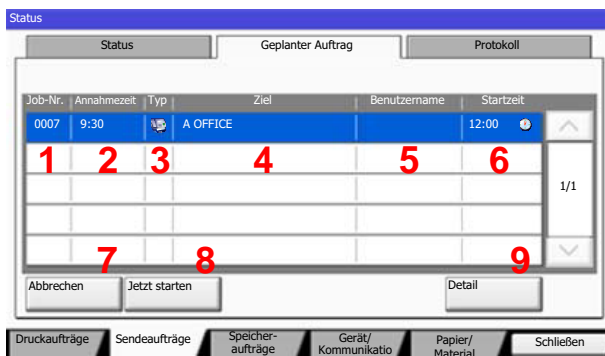 Status
Status Geplanter Auftrag Protokoll
Job-Nr. Annahmezeit Typ Ziel Benutzername Startzeit
0007 9:30 A OFFICE 12:00
1 2 3 4 5 6
1/1
7 8 9
Abbrechen Jetzt starten Detail
Druckaufträge Sendeaufträge Speicher- Gerät/ Papier/ Schließen
aufträge Kommunikatio Material